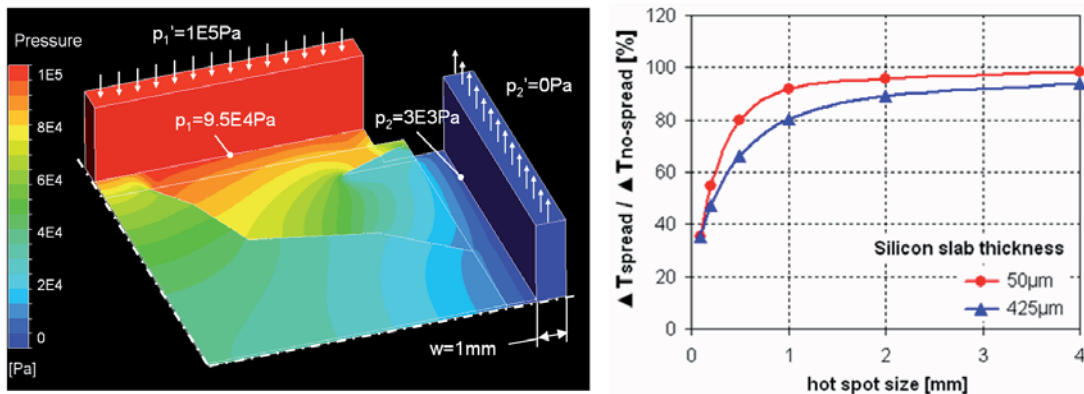 Pressure
1E5
8E4
6E4
4E4
2E4
0
[Pa]
p₁'=1E5Pa
p₁=9.5E4Pa
p₂=3E3Pa
p₂'=0Pa
w=1mm
▲Tspread / ▲Tno-spread [%]
120
100
80
60
40
20
0
0 1 2 3 4
hot spot size [mm]
Silicon slab thickness
50µm
425µm